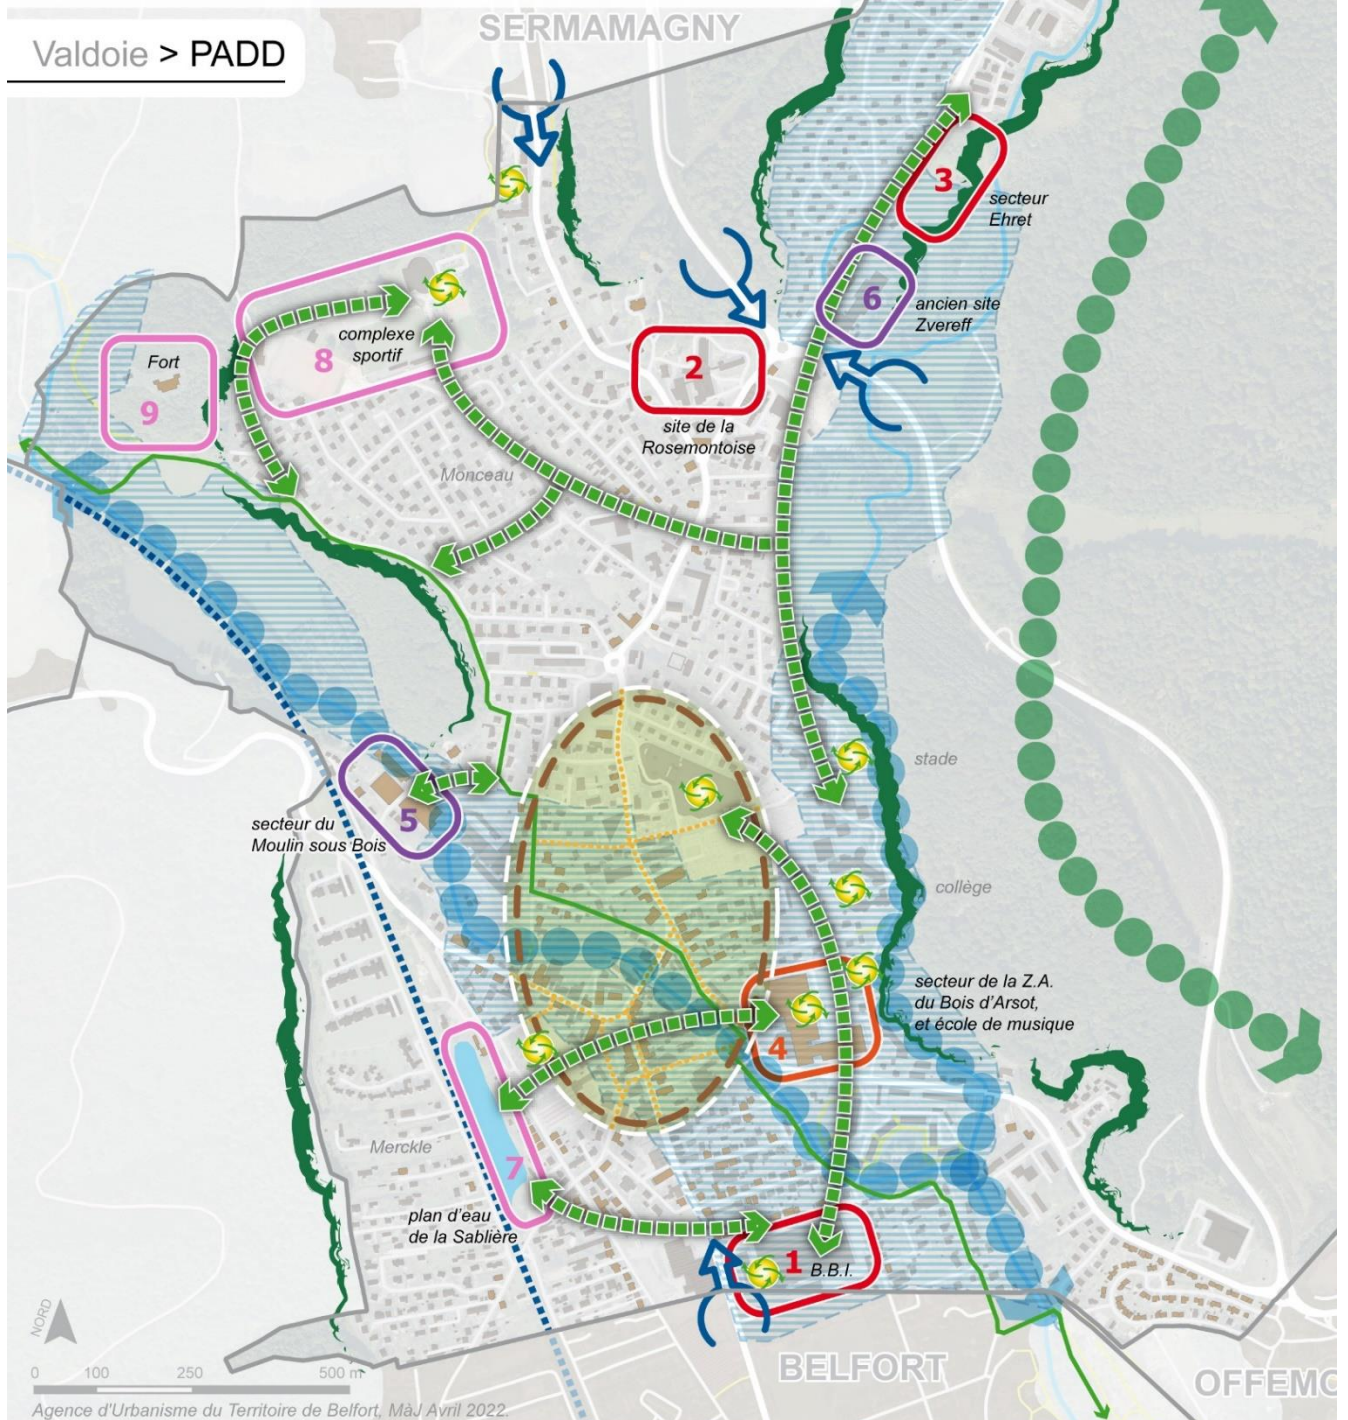 SERMAMAGNY
Valdoie > PADD
3
secteur
Ehret
6
ancien site
Zvereff
complexe
sportif
8
Fort
9
2
site de la
Rosemontoise
Monceau
stade
5
secteur du
Moulin sous Bois
collège
secteur de la Z.A.
du Bois d'Arsot,
et école de musique
4
Merckle
7
plan d'eau
de la Sablière
1 B.B.I.
NORD
0 100 250 500 m
BELFORT
OFFEMO
Agence d'Urbanisme du Territoire de Belfort, MàJ Avril 2022.